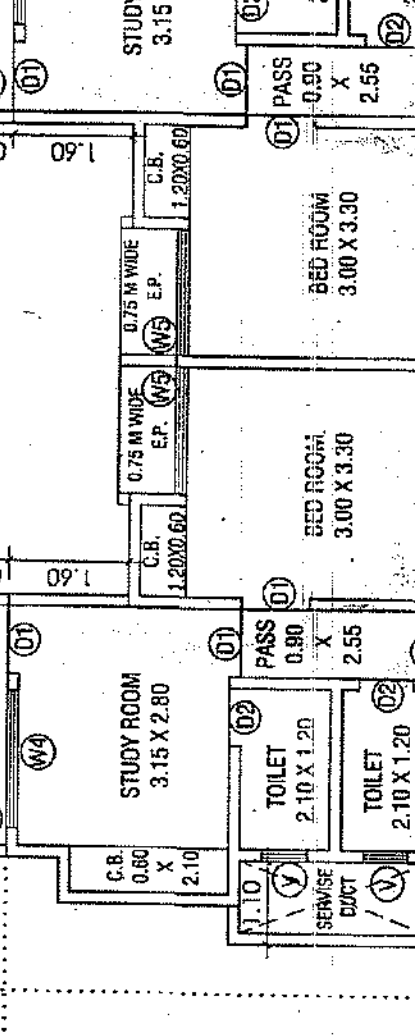 STUDY
3.15
D1
D1
PASS
0.90
X
2.55
D2
D1
1.60
C.B.
1.20X0.60
0.75 M WIDE
E.P.
W5
BED ROOM
3.00 X 3.30
0.75 M WIDE
E.P.
W5
BED ROOM
3.00 X 3.30
C.B.
1.20X0.60
1.60
D1
D1
D1
PASS
0.90
X
2.55
W4
STUDY ROOM
3.15 X 2.80
D2
TOILET
2.10 X 1.20
D2
TOILET
2.10 X 1.20
C.B.
0.60
X
2.10
1.10
V
SERVISE
DUCT
V